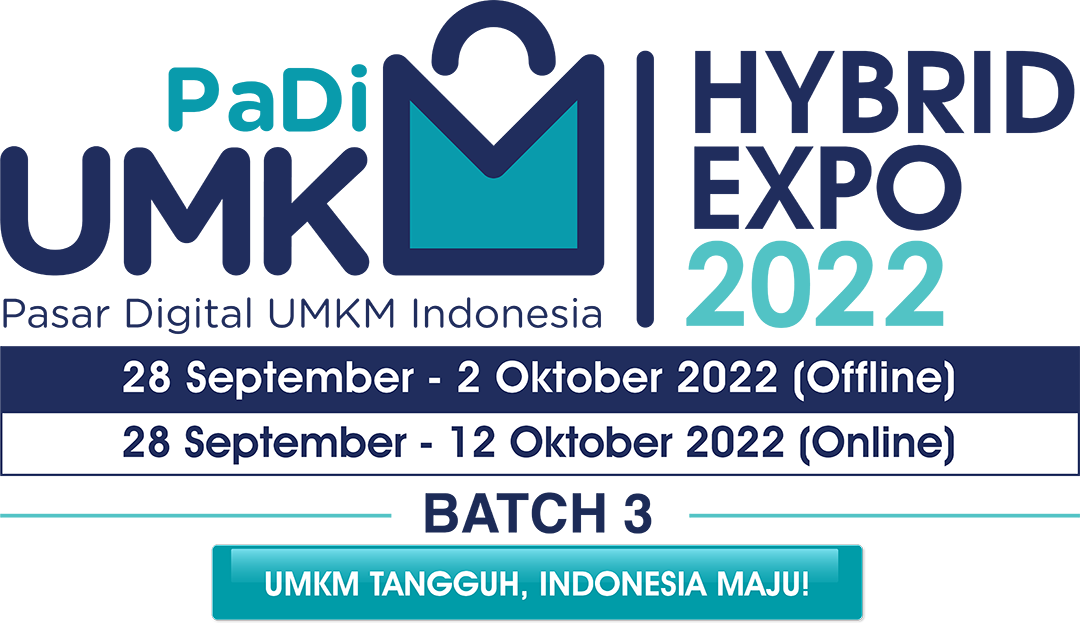 PaDi
UMKM
Pasar Digital UMKM Indonesia
HYBRID
EXPO
2022
28 September - 2 Oktober 2022 (Offline)
28 September - 12 Oktober 2022 (Online)
BATCH 3
UMKM TANGGUH, INDONESIA MAJU!